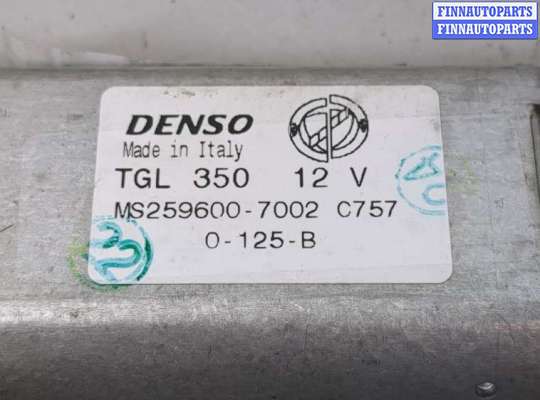 FINNAUTOPARTS
FINNAUTOPARTS
DENSO
Made in Italy
TGL 350 12 V
MS259600-7002 C757
0-125-B